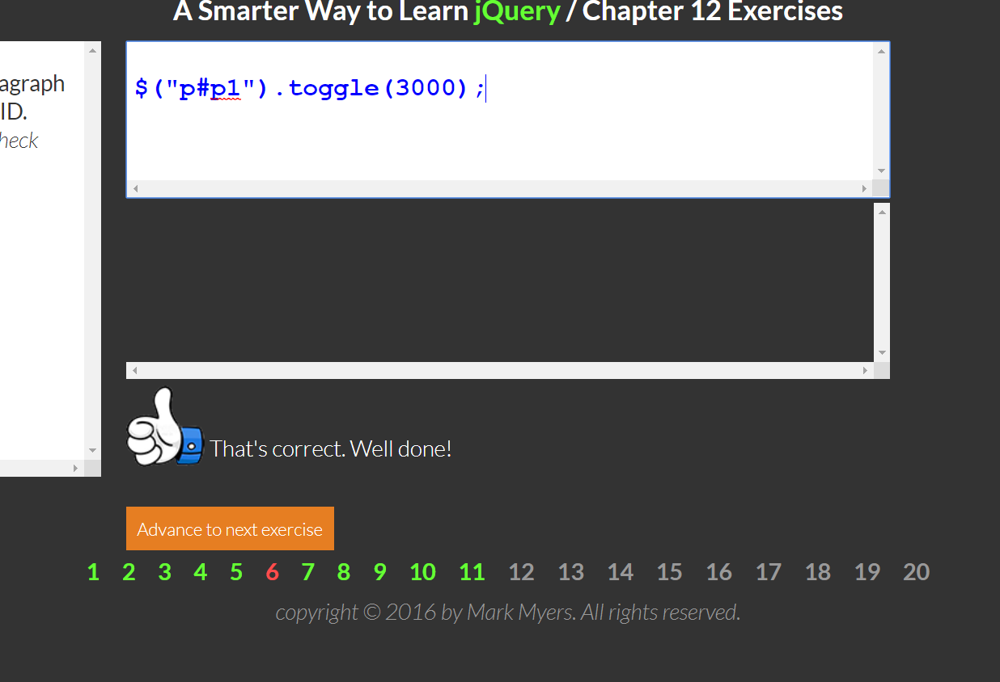 A Smarter Way to Learn jQuery / Chapter 12 Exercises
ID.
$("p#p1").toggle(3000);
That's correct. Well done!
Advance to next exercise
1 2 3 4 5 6 7 8 9 10 11 12 13 14 15 16 17 18 19 20
copyright © 2016 by Mark Myers. All rights reserved.